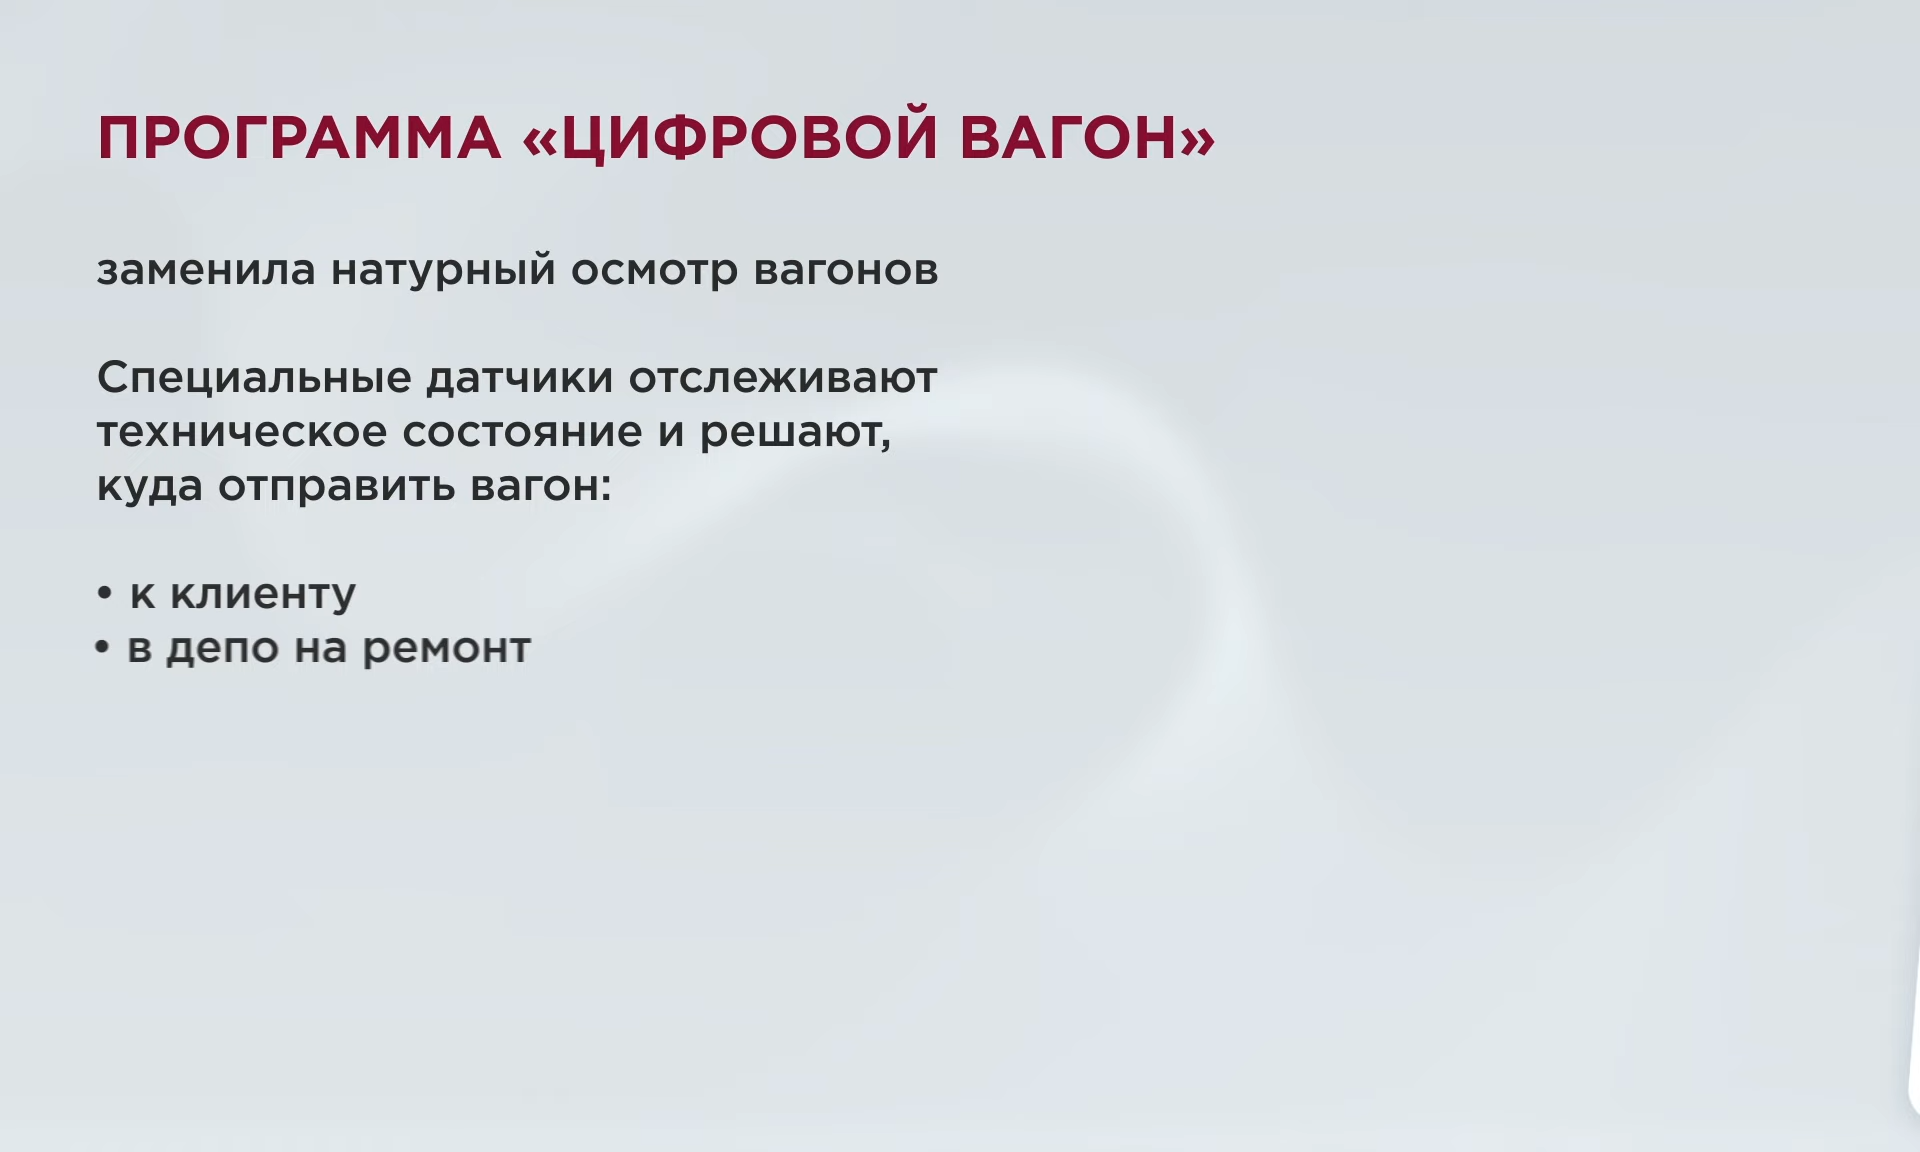 ПРОГРАММА «ЦИФРОВОЙ ВАГОН»
заменила натурный осмотр вагонов
Специальные датчики отслеживают
техническое состояние и решают,
куда отправить вагон:
• к клиенту
• в депо на ремонт